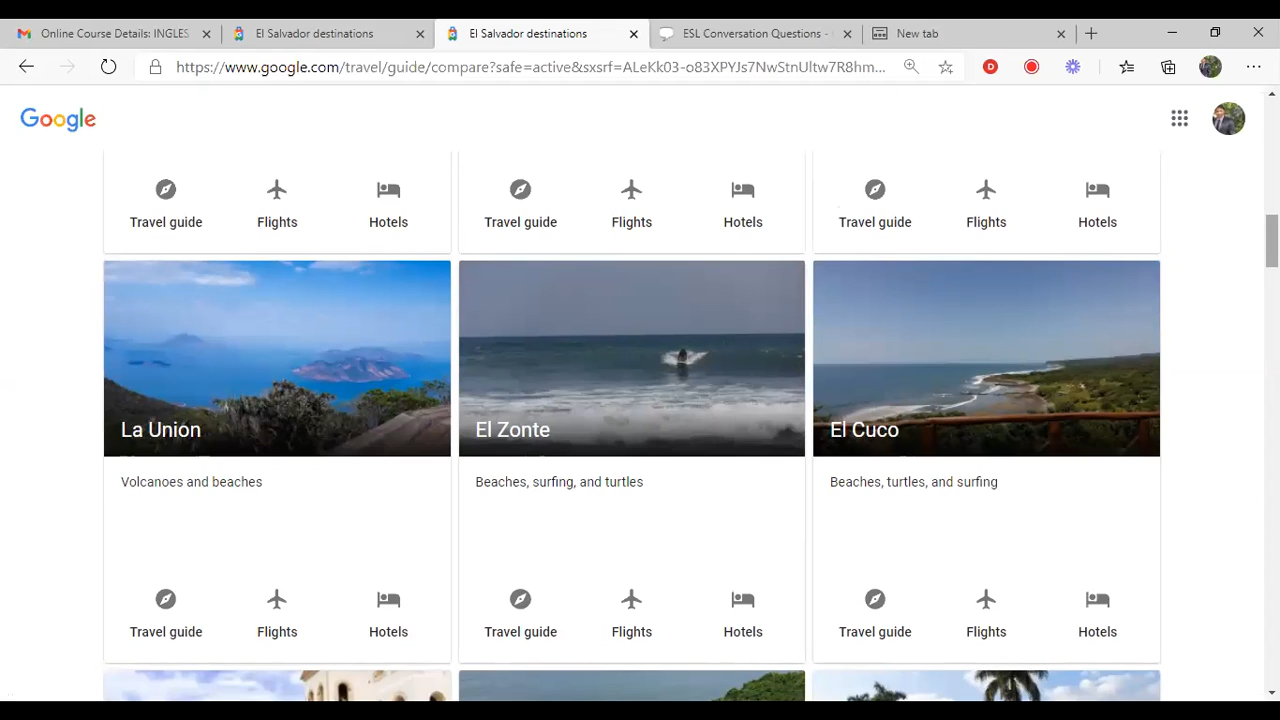 Online Course Details: INGLES
El Salvador destinations
El Salvador destinations
ESL Conversation Questions -
New tab
https://www.google.com/travel/guide/compare?safe=active&sxsrf=ALeKk03-o83XPYJs7NwStnUltw7R8hm...
Google
Travel guide Flights Hotels
Travel guide Flights Hotels
Travel guide Flights Hotels
La Union
Volcanoes and beaches
Travel guide Flights Hotels
El Zonte
Beaches, surfing, and turtles
Travel guide Flights Hotels
El Cuco
Beaches, turtles, and surfing
Travel guide Flights Hotels